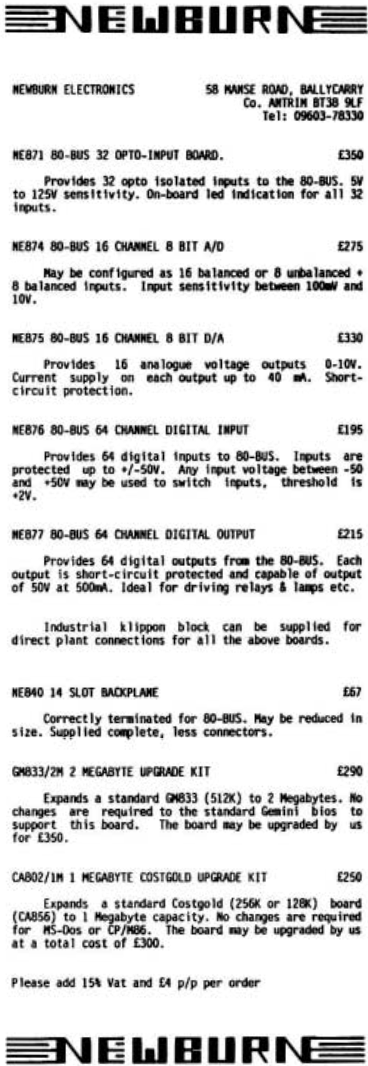 NEWBURN
NEWBURN ELECTRONICS 58 MANSE ROAD, BALLYCARRY
Co. ANTRIM BT38 9LF
Tel: 09603-78330
NE871 80-BUS 32 OPTO-INPUT BOARD. £350
Provides 32 opto isolated inputs to the 80-BUS. 5V
to 125V sensitivity. On-board led indication for all 32
inputs.
NE874 80-BUS 16 CHANNEL 8 BIT A/D £275
May be configured as 16 balanced or 8 unbalanced +
8 balanced inputs. Input sensitivity between 100mV and
10V.
NE875 80-BUS 16 CHANNEL 8 BIT D/A £330
Provides 16 analogue voltage outputs 0-10V.
Current supply on each output up to 40 mA. Short-
circuit protection.
NE876 80-BUS 64 CHANNEL DIGITAL INPUT £195
Provides 64 digital inputs to 80-BUS. Inputs are
protected up to +/-50V. Any input voltage between -50
and +50V may be used to switch inputs, threshold is
+2V.
NE877 80-BUS 64 CHANNEL DIGITAL OUTPUT £215
Provides 64 digital outputs from the 80-BUS. Each
output is short-circuit protected and capable of output
of 50V at 500mA. Ideal for driving relays & lamps etc.
Industrial klippon block can be supplied for
direct plant connections for all the above boards.
NE840 14 SLOT BACKPLANE £67
Correctly terminated for 80-BUS. May be reduced in
size. Supplied complete, less connectors.
GM833/2M 2 MEGABYTE UPGRADE KIT £290
Expands a standard GM833 (512K) to 2 Megabytes. No
changes are required to the standard Gemini bios to
support this board. The board may be upgraded by us
for £350.
CA802/1M 1 MEGABYTE COSTGOLD UPGRADE KIT £250
Expands a standard Costgold (256K or 128K) board
(CA856) to 1 Megabyte capacity. No changes are required
for MS-Dos or CP/M86. The board may be upgraded by us
at a total cost of £300.
Please add 15% Vat and £4 p/p per order
NEWBURN